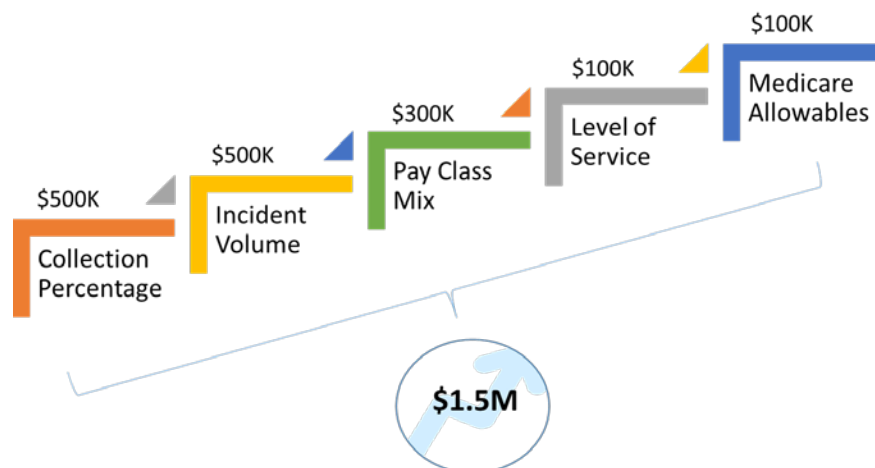 $500K
Collection
Percentage
$500K
Incident
Volume
$300K
Pay Class
Mix
$100K
Level of
Service
$100K
Medicare
Allowables
$1.5M